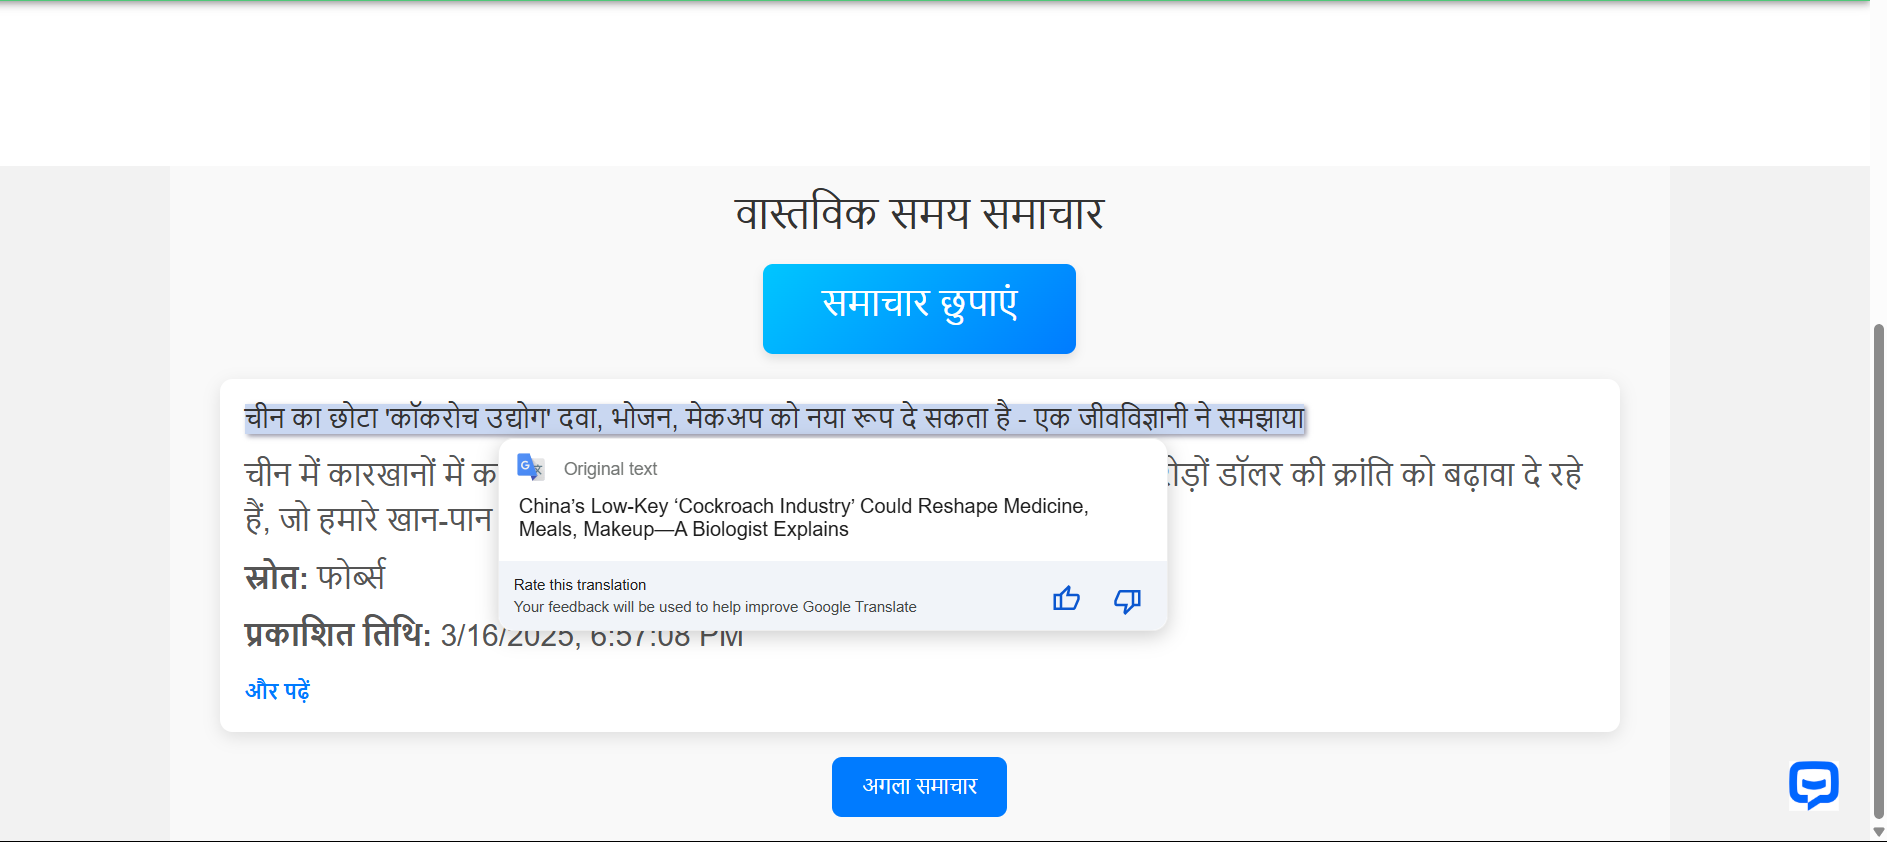 वास्तविक समय समाचार
समाचार छुपाएं
चीन का छोटा 'कॉकरोच उद्योग' दवा, भोजन, मेकअप को नया रूप दे सकता है - एक जीवविज्ञानी ने समझाया
चीन में कारखानों में डॉलर की क्रांति को बढ़ावा दे रहे
हैं, जो हमारे खान-पान
Original text
China’s Low-Key ‘Cockroach Industry’ Could Reshape Medicine,
Meals, Makeup—A Biologist Explains
Rate this translation
Your feedback will be used to help improve Google Translate
स्रोत: फोर्ब्स
प्रकाशित तिथि: 3/16/2025, 6:57:08 PM
और पढ़ें
अगला समाचार